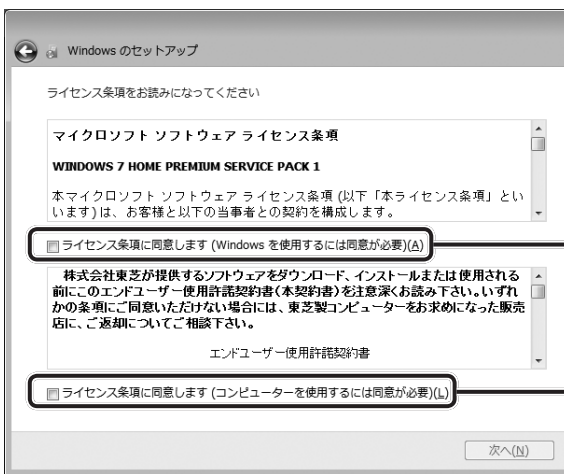 Windows のセットアップ
ライセンス条項をお読みになってください
マイクロソフト ソフトウェア ライセンス条項
WINDOWS 7 HOME PREMIUM SERVICE PACK 1
本マイクロソフト ソフトウェア ライセンス条項 (以下「本ライセンス条項」とい
います) は、お客様と以下の当事者との契約を構成します。
ライセンス条項に同意します (Windows を使用するには同意が必要)(A)
株式会社東芝が提供するソフトウェアをダウンロード、インストールまたは使用される
前にこのエンドユーザー使用許諾契約書(本契約書)を注意深くお読み下さい。いずれ
かの条項にご同意いただけない場合には、東芝製コンピューターをお求めになった販売
店に、ご返却についてご相談下さい。
エンドユーザー使用許諾契約書
ライセンス条項に同意します (コンピューターを使用するには同意が必要)(L)
次へ(N)